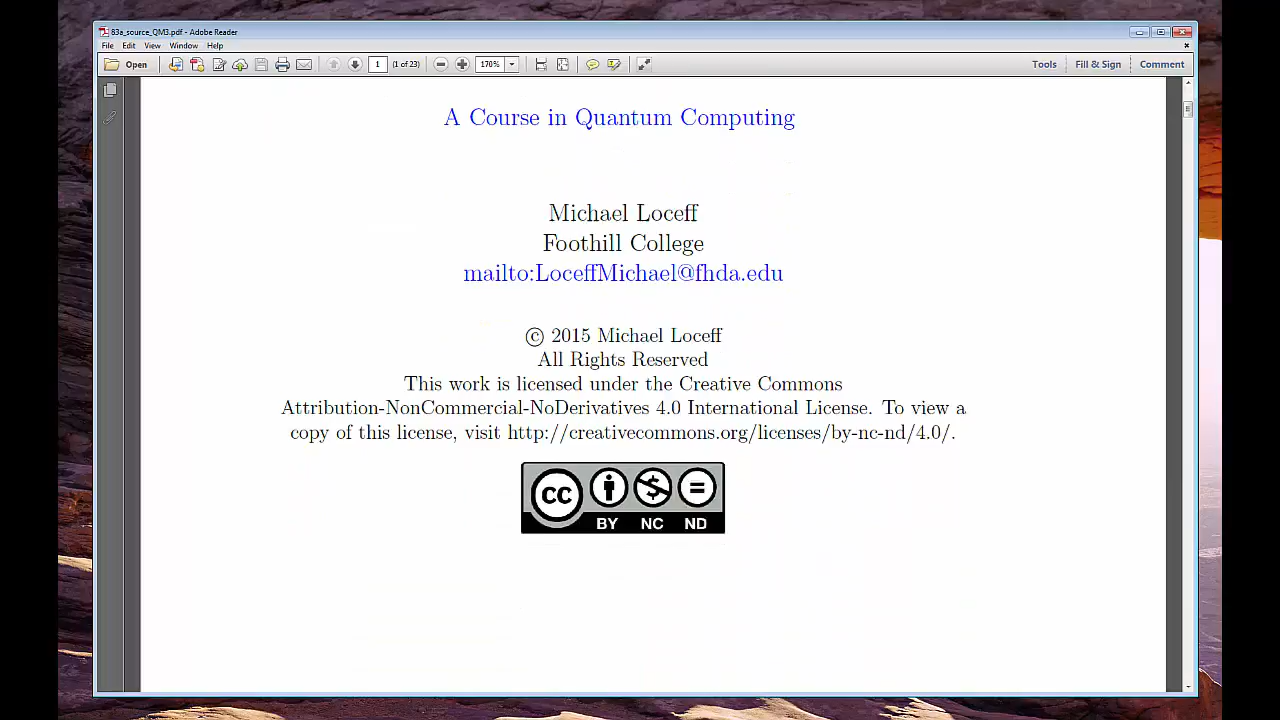 83a_source_QM3.pdf - Adobe Reader
File Edit View Window Help
Open 1 (1 of 23) 170% Tools Fill & Sign Comment
A Course in Quantum Computing
Michael Loceff
Foothill College
mailto:LoceffMichael@fhda.edu
© 2015 Michael Loceff
All Rights Reserved
This work is licensed under the Creative Commons
Attribution-NonCommercial-NoDerivatives 4.0 International License. To view a
copy of this license, visit http://creativecommons.org/licenses/by-nc-nd/4.0/.
cc $ =
BY NC ND